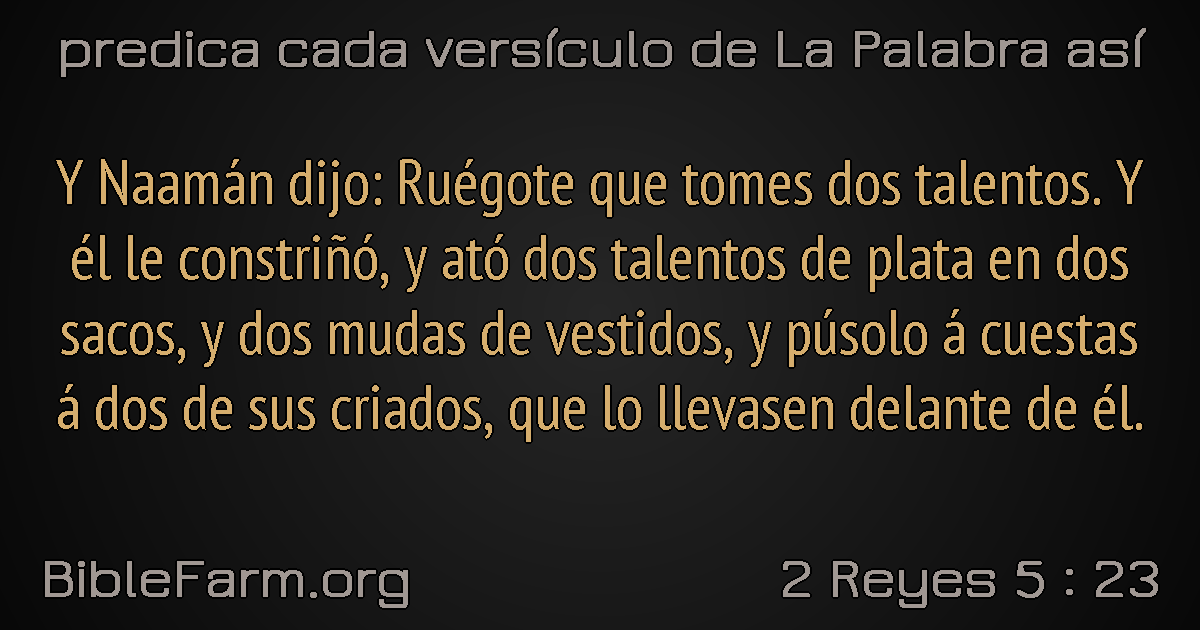 predica cada versículo de La Palabra así
Y Naamán dijo: Ruégote que tomes dos talentos. Y
él le constriñó, y ató dos talentos de plata en dos
sacos, y dos mudas de vestidos, y púsolo á cuestas
á dos de sus criados, que lo llevasen delante de él.
BibleFarm.org
2 Reyes 5 : 23